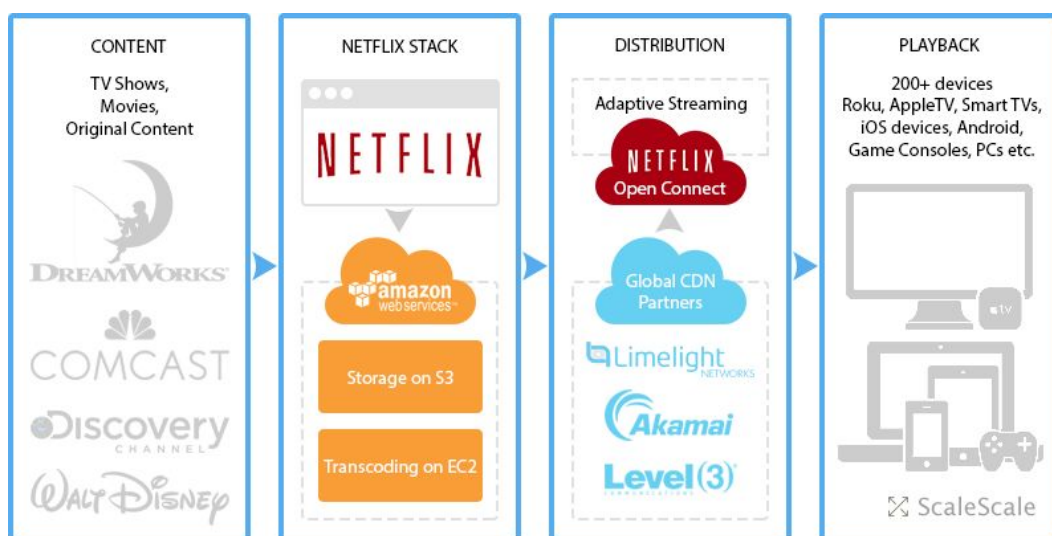 CONTENT
TV Shows,
Movies,
Original Content
DREAMWORKS
COMCAST
Discovery
CHANNEL
WALT DISNEY
NETFLIX STACK
NETFLIX
amazon
webservices™
Storage on S3
Transcoding on EC2
DISTRIBUTION
Adaptive Streaming
NETFLIX
Open Connect
Global CDN
Partners
Limelight
NETWORKS
Akamai
Level(3)
COMMUNICATIONS
PLAYBACK
200+ devices
Roku, AppleTV, Smart TVs,
iOS devices, Android,
Game Consoles, PCs etc.
tv
ScaleScale